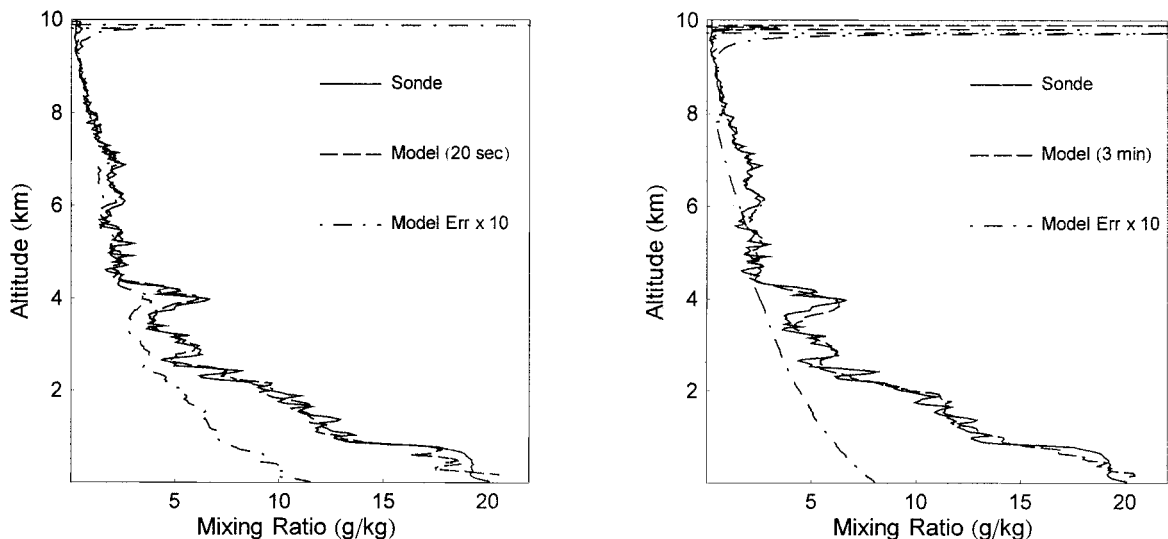 10
8
6
4
2
Altitude (km)
Sonde
Model (20 sec)
Model Err x 10
5
10
15
20
Mixing Ratio (g/kg)
10
8
6
4
2
Altitude (km)
Sonde
Model (3 min)
Model Err x 10
5
10
15
20
Mixing Ratio (g/kg)